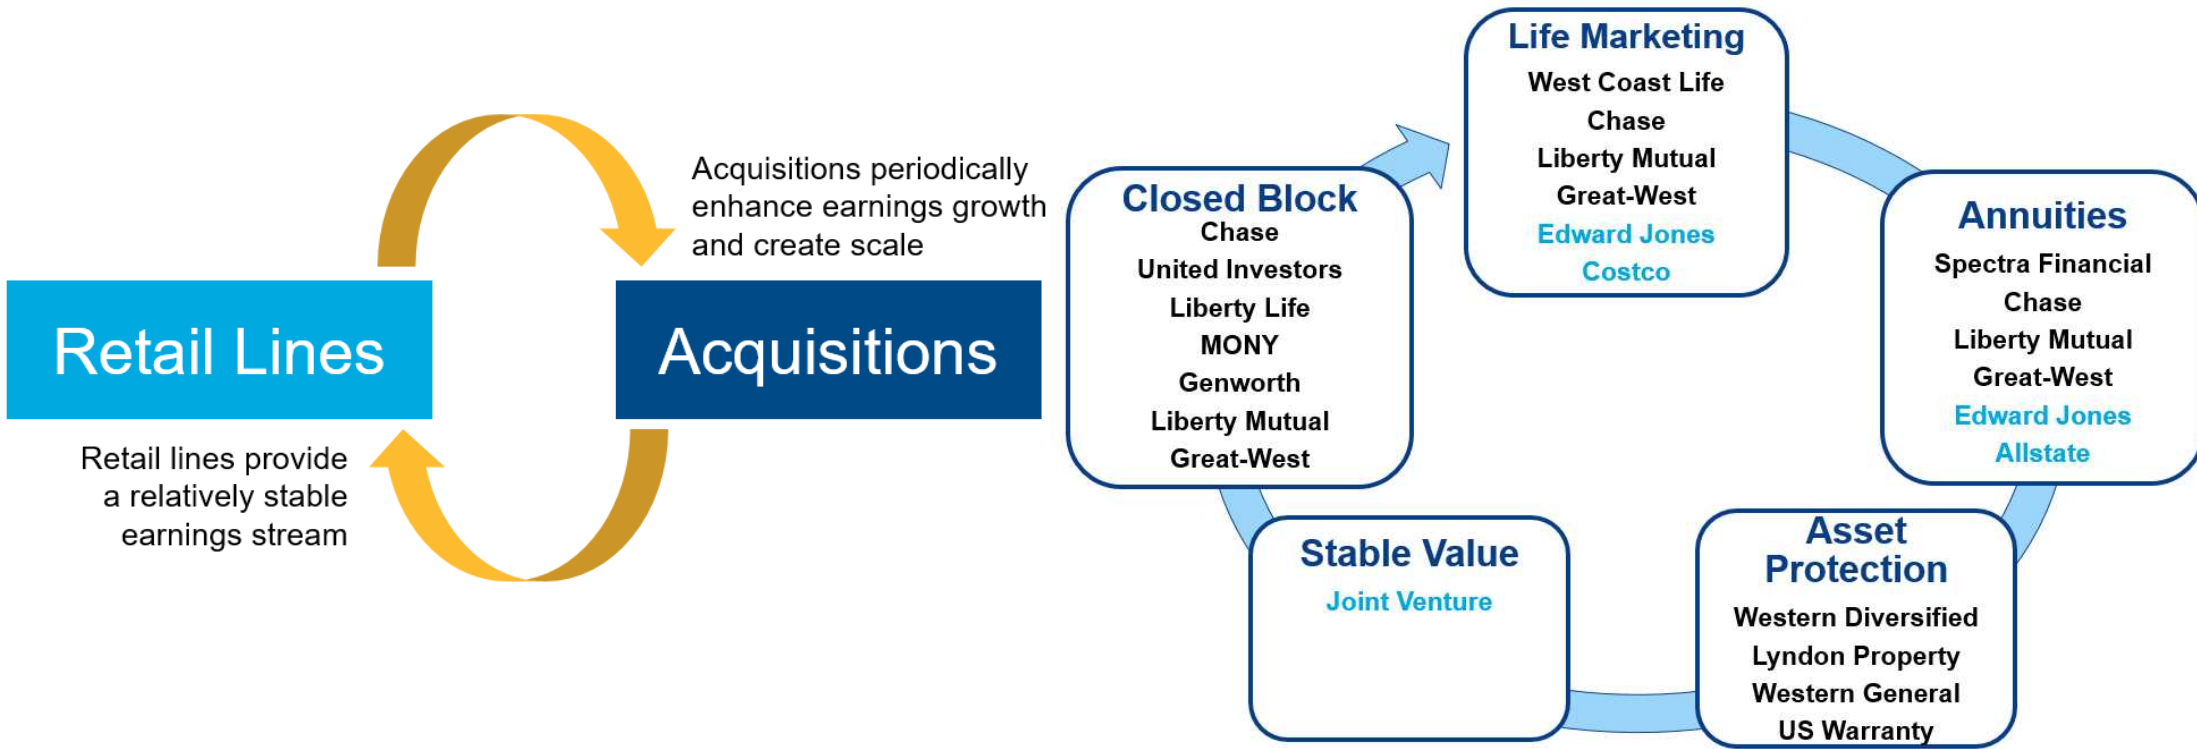 Acquisitions periodically
enhance earnings growth
and create scale
Retail Lines
Acquisitions
Retail lines provide
a relatively stable
earnings stream
Life Marketing
West Coast Life
Chase
Liberty Mutual
Great-West
Edward Jones
Costco
Annuities
Spectra Financial
Chase
Liberty Mutual
Great-West
Edward Jones
Allstate
Asset
Protection
Western Diversified
Lyndon Property
Western General
US Warranty
Stable Value
Joint Venture
Closed Block
Chase
United Investors
Liberty Life
MONY
Genworth
Liberty Mutual
Great-West